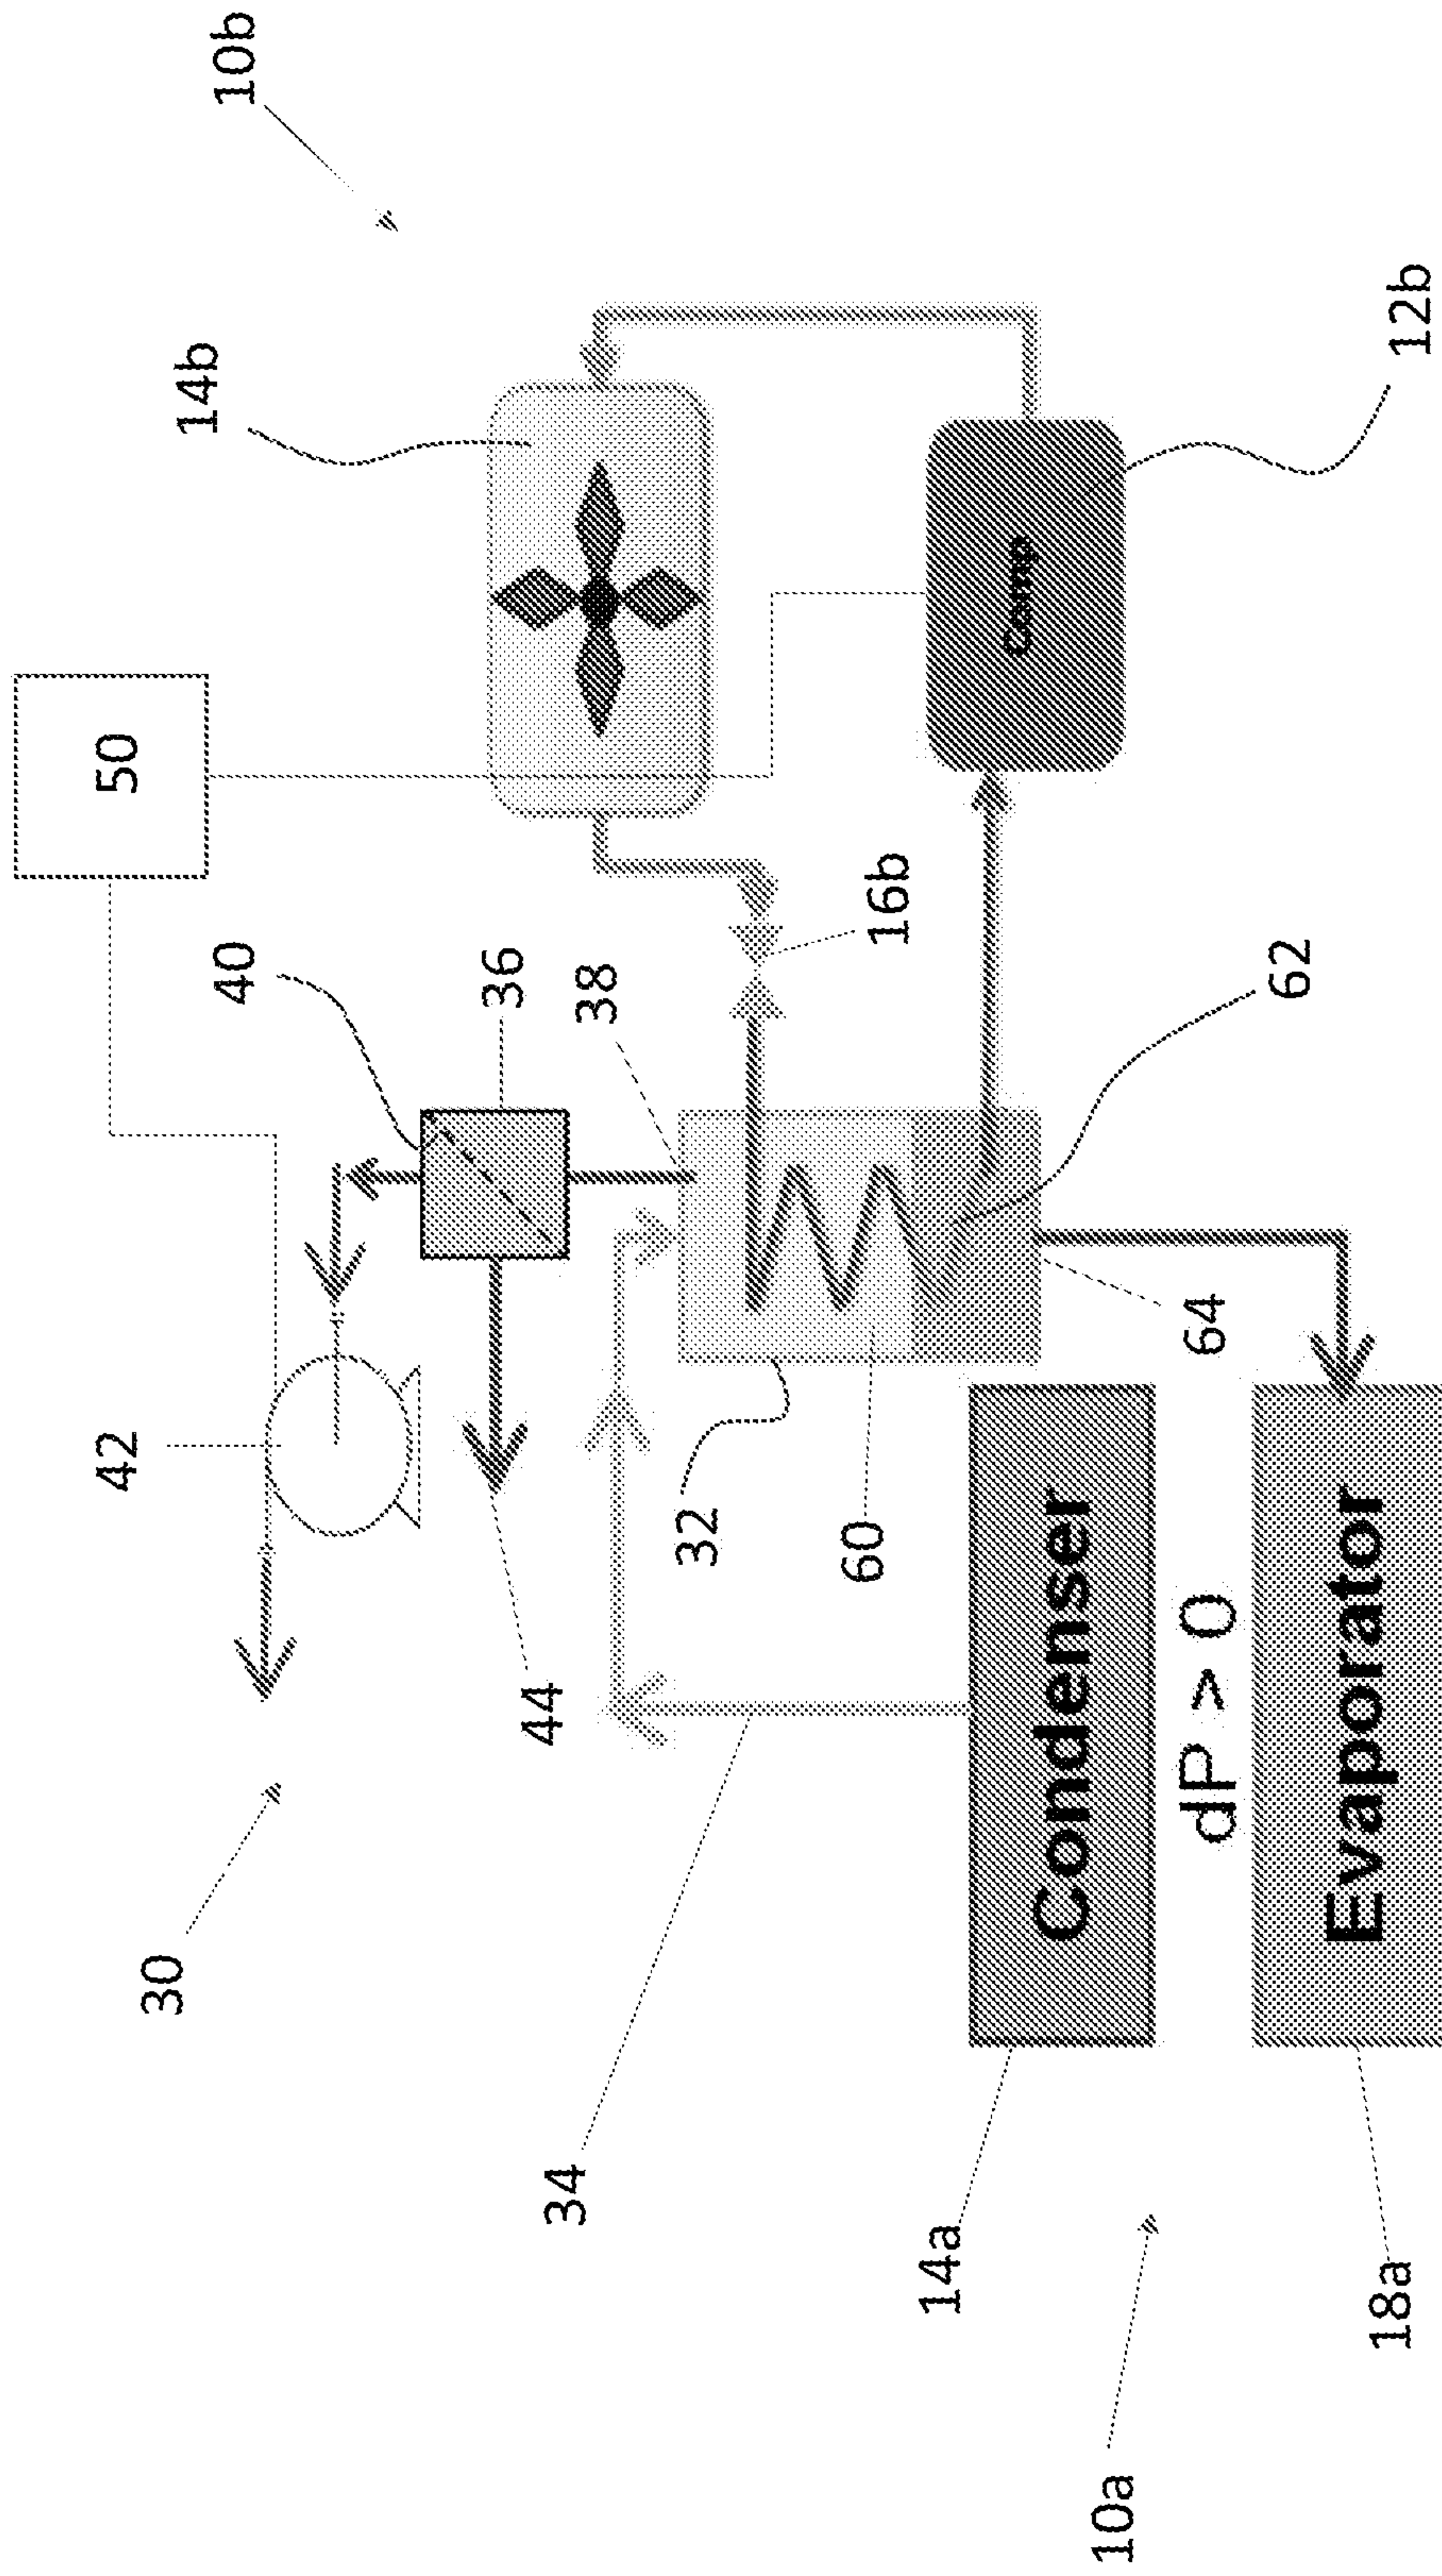 42
50
30
14b
40
10b
36
44
34
38
32
60
16b
14a
Comp
Condenser
10a
dP > 0
64
62
Evaporator
18a
12b